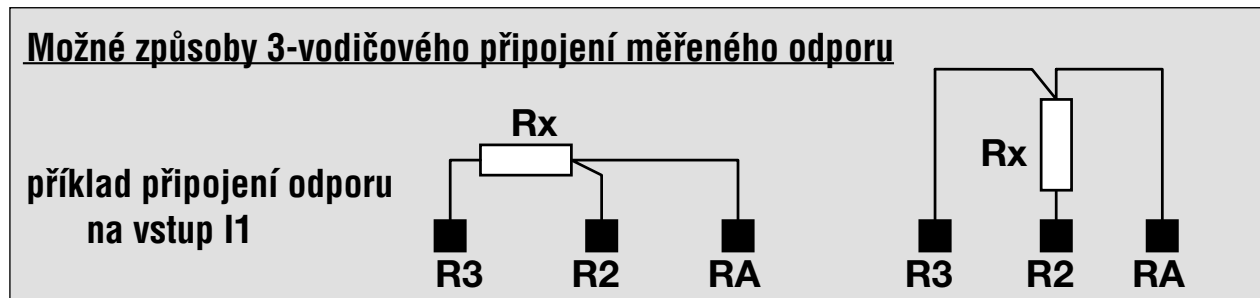 Možné způsoby 3-vodičového připojení měřeného odporu
Rx
Rx
příklad připojení odporu
na vstup I1
R3 R2 RA
R3 R2 RA